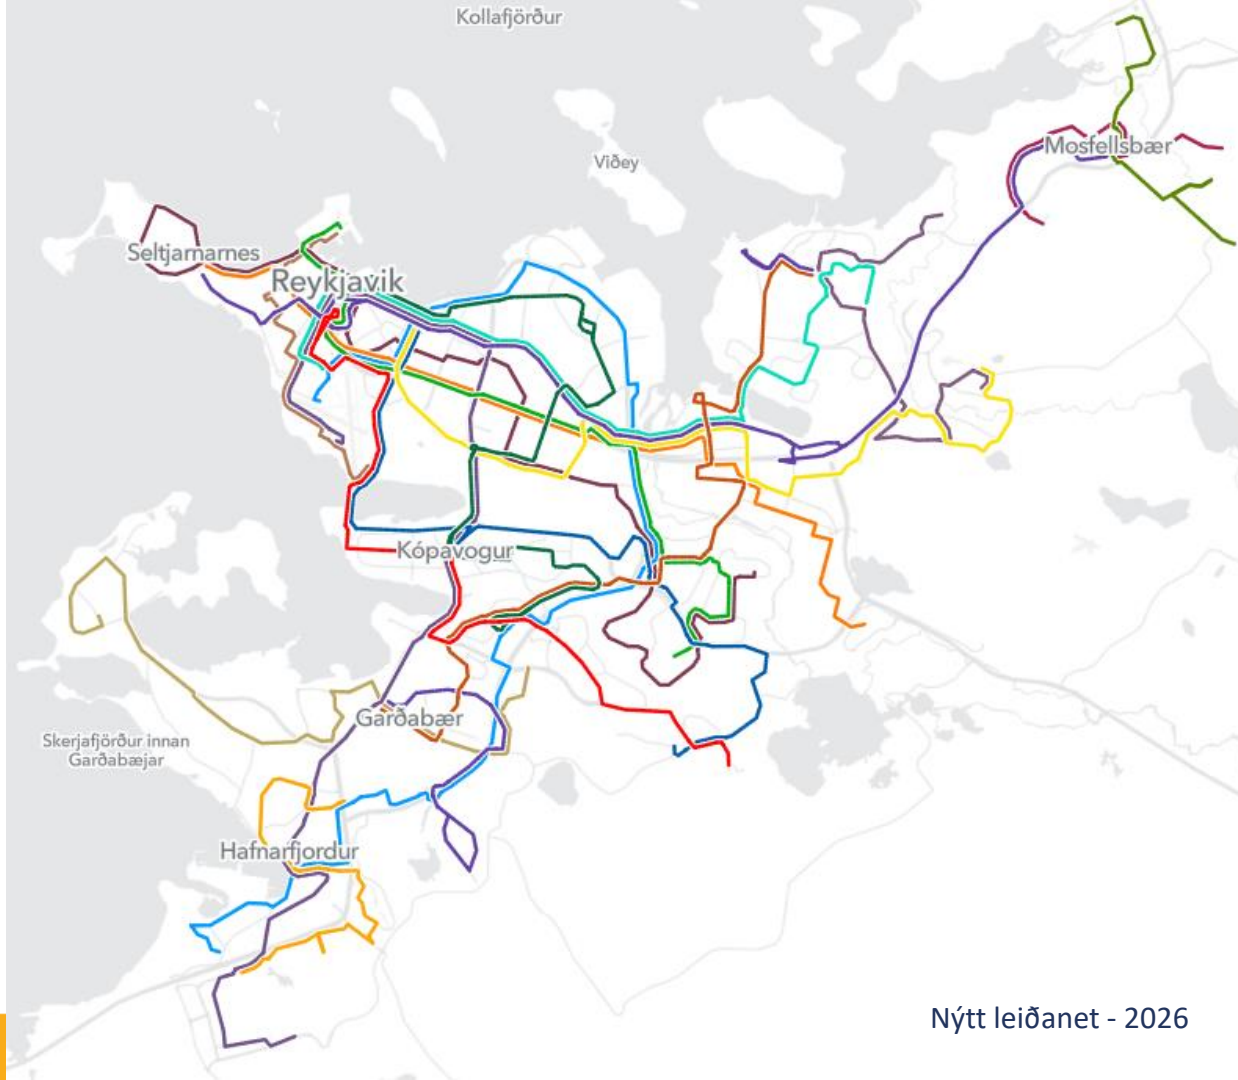 Kollafjörður
Viðey
Mosfellsbær
Seltjarnarnes
Reykjavik
Kópavogur
Garðabær
Skerjafjörður innan
Garðabæjar
Hafnarfjordur
Nýtt leiðanet - 2026